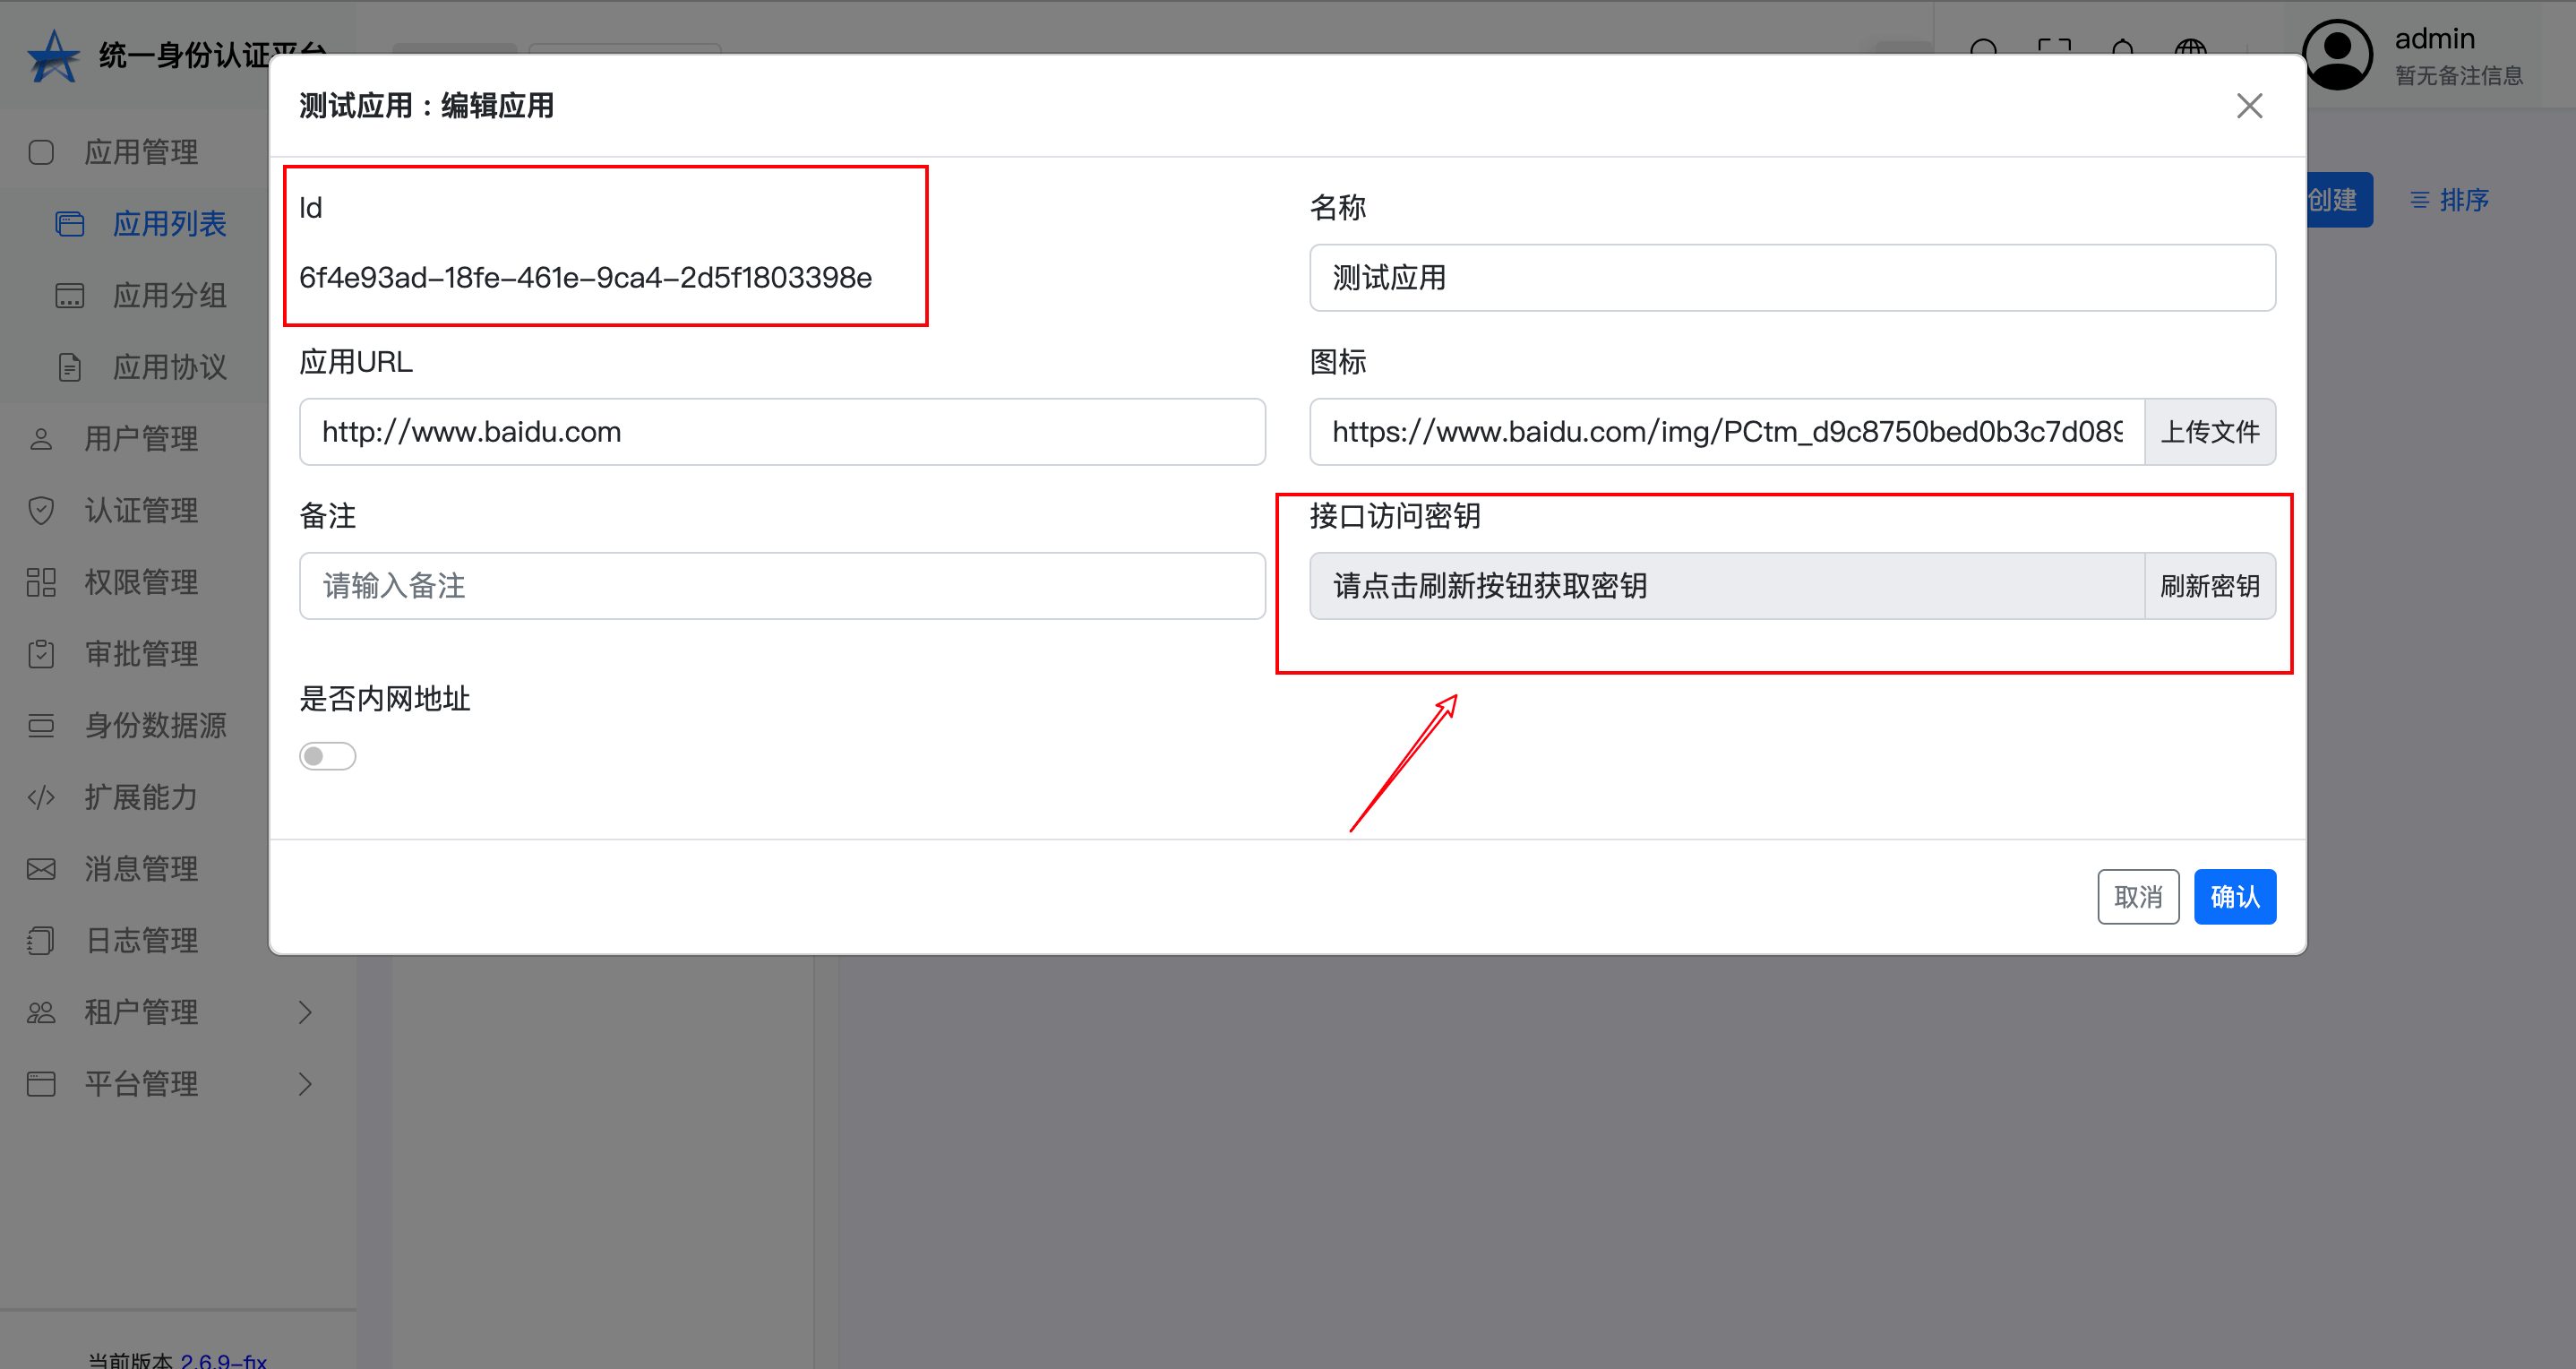 统一身份认证平台
admin
暂无备注信息
应用管理
应用列表
应用分组
应用协议
用户管理
认证管理
权限管理
审批管理
身份数据源
扩展能力
消息管理
日志管理
租户管理
平台管理
当前版本 2.6.9-fix
创建
排序
测试应用：编辑应用
Id
6f4e93ad-18fe-461e-9ca4-2d5f1803398e
名称
测试应用
应用URL
http://www.baidu.com
图标
https://www.baidu.com/img/PCtm_d9c8750bed0b3c7d089
上传文件
备注
请输入备注
接口访问密钥
请点击刷新按钮获取密钥
刷新密钥
是否内网地址
取消
确认